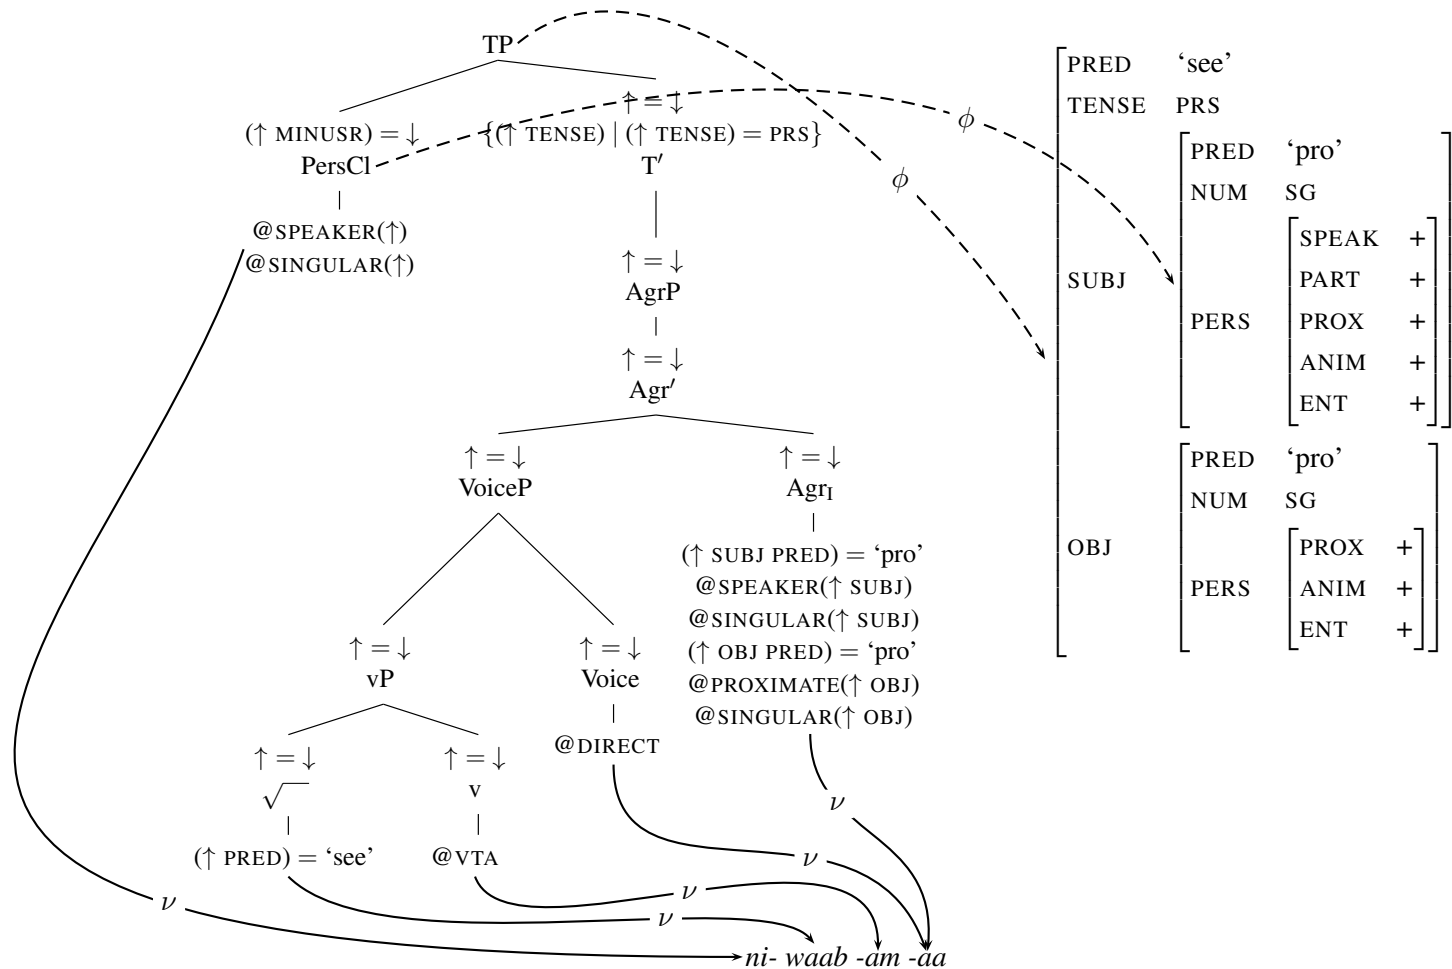 TP
(↑ MINUSR) = ↓
PersCl
@SPEAKER(↑)
@SINGULAR(↑)
↑ = ↓
{(↑ TENSE) | (↑ TENSE) = PRS}
T′
↑ = ↓
AgrP
↑ = ↓
Agr′
↑ = ↓
VoiceP
↑ = ↓
Agr_I
(↑ SUBJ PRED) = ‘pro’
@SPEAKER(↑ SUBJ)
@SINGULAR(↑ SUBJ)
(↑ OBJ PRED) = ‘pro’
@PROXIMATE(↑ OBJ)
@SINGULAR(↑ OBJ)
↑ = ↓
vP
↑ = ↓
Voice
@DIRECT
↑ = ↓
√
(↑ PRED) = ‘see’
↑ = ↓
v
@VTA
ν
ν
ν
ν
ν
ni- waab -am -aa
ϕ
ϕ
PRED ‘see’
TENSE PRS
SUBJ
PRED ‘pro’
NUM SG
PERS
SPEAK +
PART +
PROX +
ANIM +
ENT +
OBJ
PRED ‘pro’
NUM SG
PERS
PROX +
ANIM +
ENT +